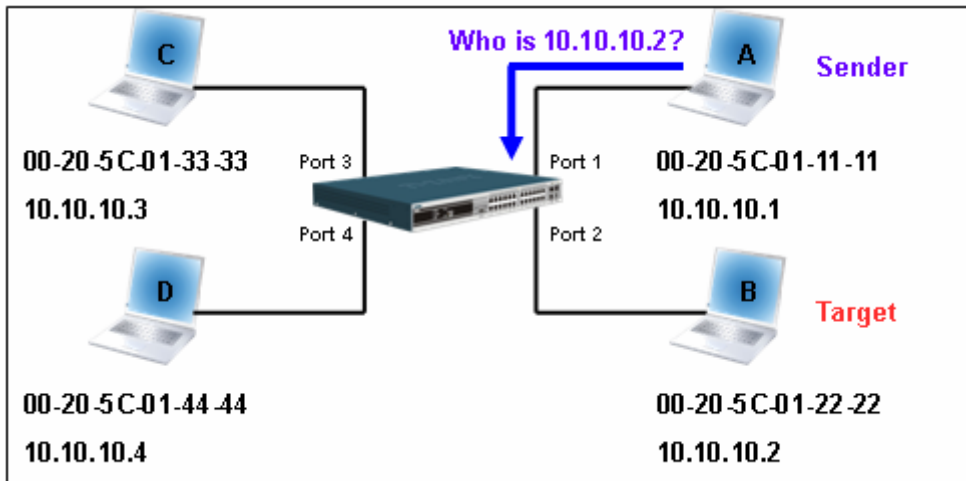 C
Who is 10.10.10.2?
A
Sender
00-20-5C-01-33-33
Port 3
Port 1
00-20-5C-01-11-11
10.10.10.3
10.10.10.1
Port 4
Port 2
D
B
Target
00-20-5C-01-44-44
00-20-5C-01-22-22
10.10.10.4
10.10.10.2